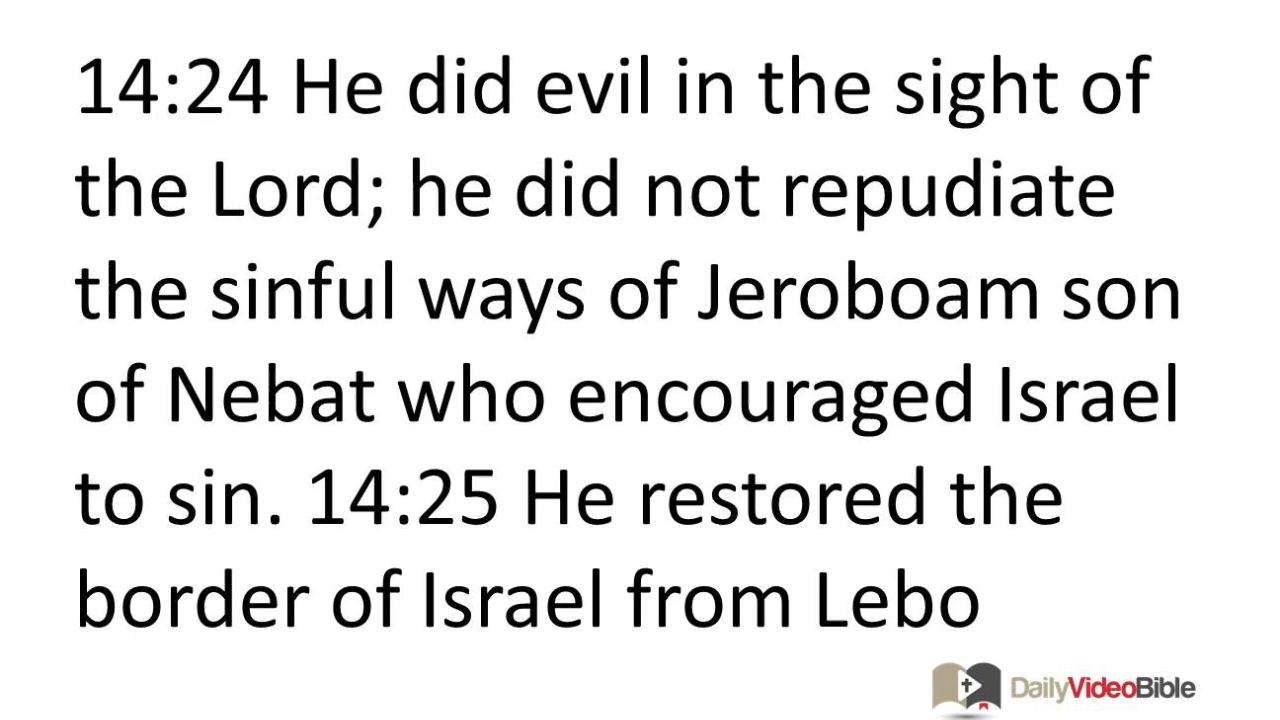 14:24 He did evil in the sight of
the Lord; he did not repudiate
the sinful ways of Jeroboam son
of Nebat who encouraged Israel
to sin. 14:25 He restored the
border of Israel from Lebo
DailyVideoBible